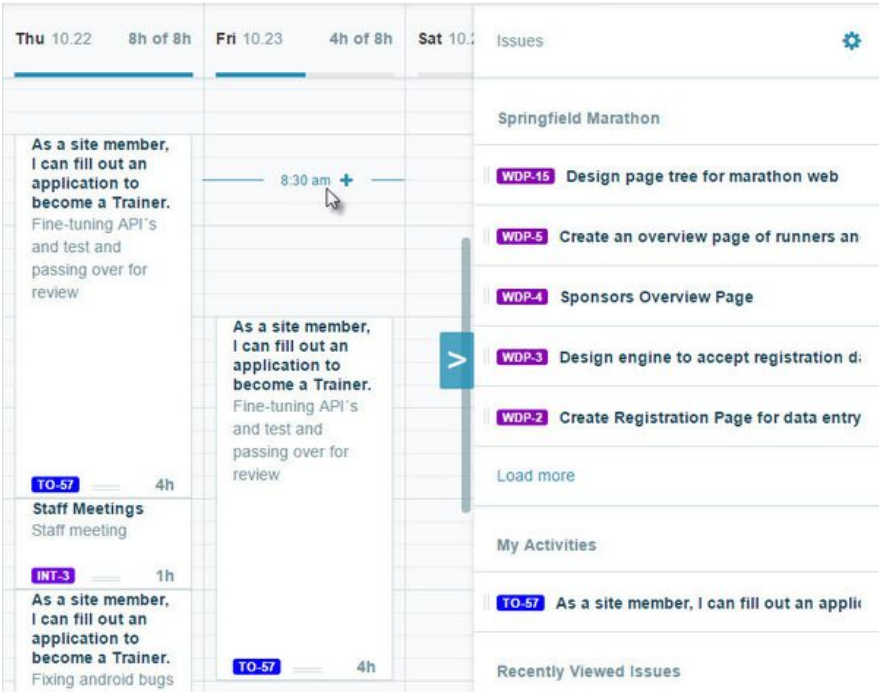 Thu 10.22 8h of 8h
Fri 10.23 4h of 8h
Sat 10.
As a site member,
I can fill out an
application to
become a Trainer.
Fine-tuning API´s
and test and
passing over for
review
TO-57 4h
Staff Meetings
Staff meeting
INT-3 1h
As a site member,
I can fill out an
application to
become a Trainer.
Fixing android bugs
8:30 am +
As a site member,
I can fill out an
application to
become a Trainer.
Fine-tuning API´s
and test and
passing over for
review
TO-57 4h
>
Issues
Springfield Marathon
WDP-15 Design page tree for marathon web
WDP-5 Create an overview page of runners an
WDP-4 Sponsors Overview Page
WDP-3 Design engine to accept registration d
WDP-2 Create Registration Page for data entry
Load more
My Activities
TO-57 As a site member, I can fill out an appli
Recently Viewed Issues